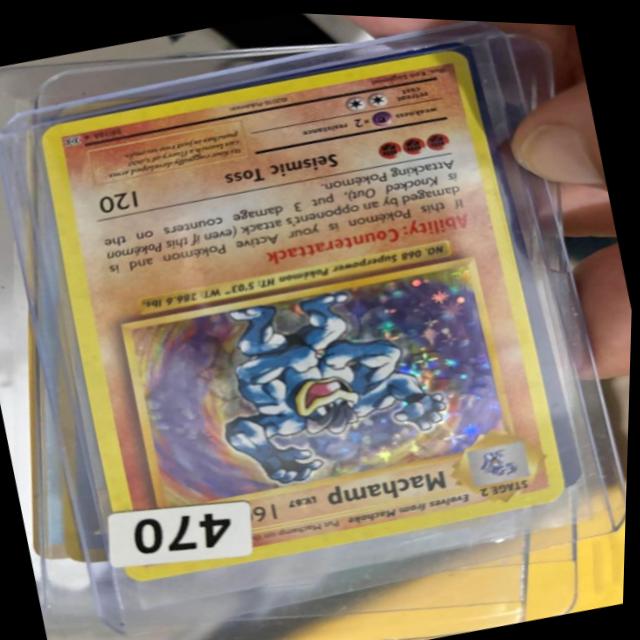 STAGE 2
Evolves from Machoke
Machamp LV.67 16
470
NO. 068 Superpower Pokémon HT: 5'03" WT: 286.6 lbs.
Ability: Counterattack
If this Pokémon is your Active Pokémon and is
damaged by an opponent's attack (even if this Pokémon
is Knocked Out), put 3 damage counters on the
Attacking Pokémon.
Seismic Toss 120
weakness ×2 resistance
retreat cost